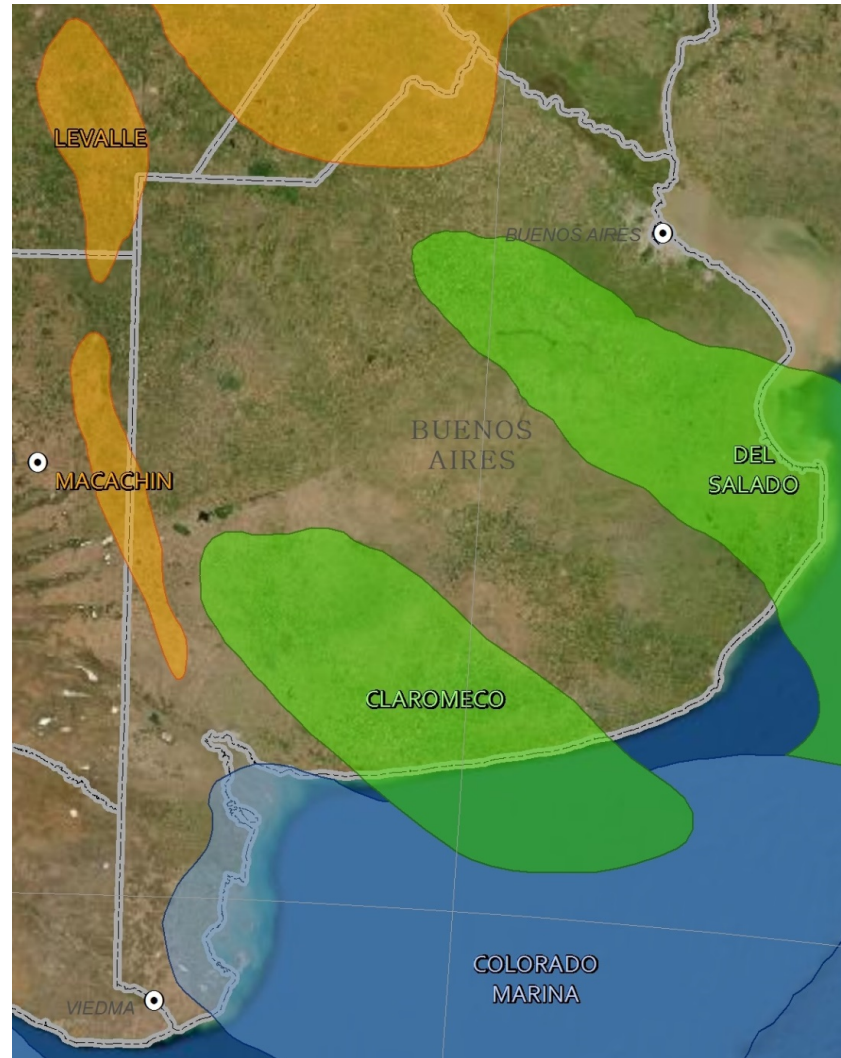 LEVALLE
BUENOS AIRES
BUENOS
AIRES
DEL
SALADO
MACACHIN
CLAROMECO
COLORADO
MARINA
VIEDMA